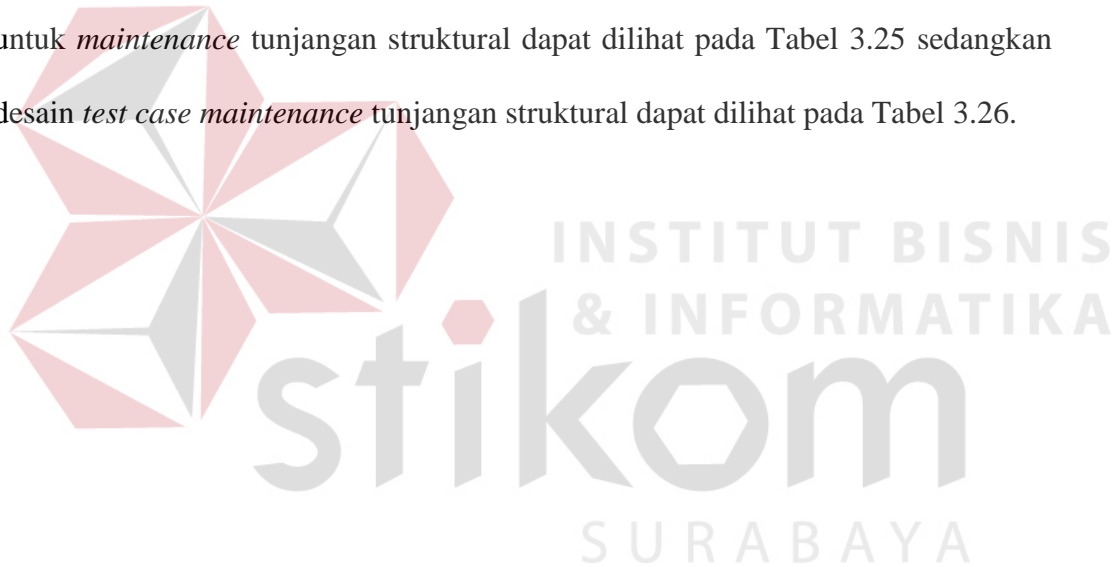 untuk maintenance tunjangan struktural dapat dilihat pada Tabel 3.25 sedangkan
desain test case maintenance tunjangan struktural dapat dilihat pada Tabel 3.26.
INSTITUT BISNIS
& INFORMATIKA
stikom
SURABAYA